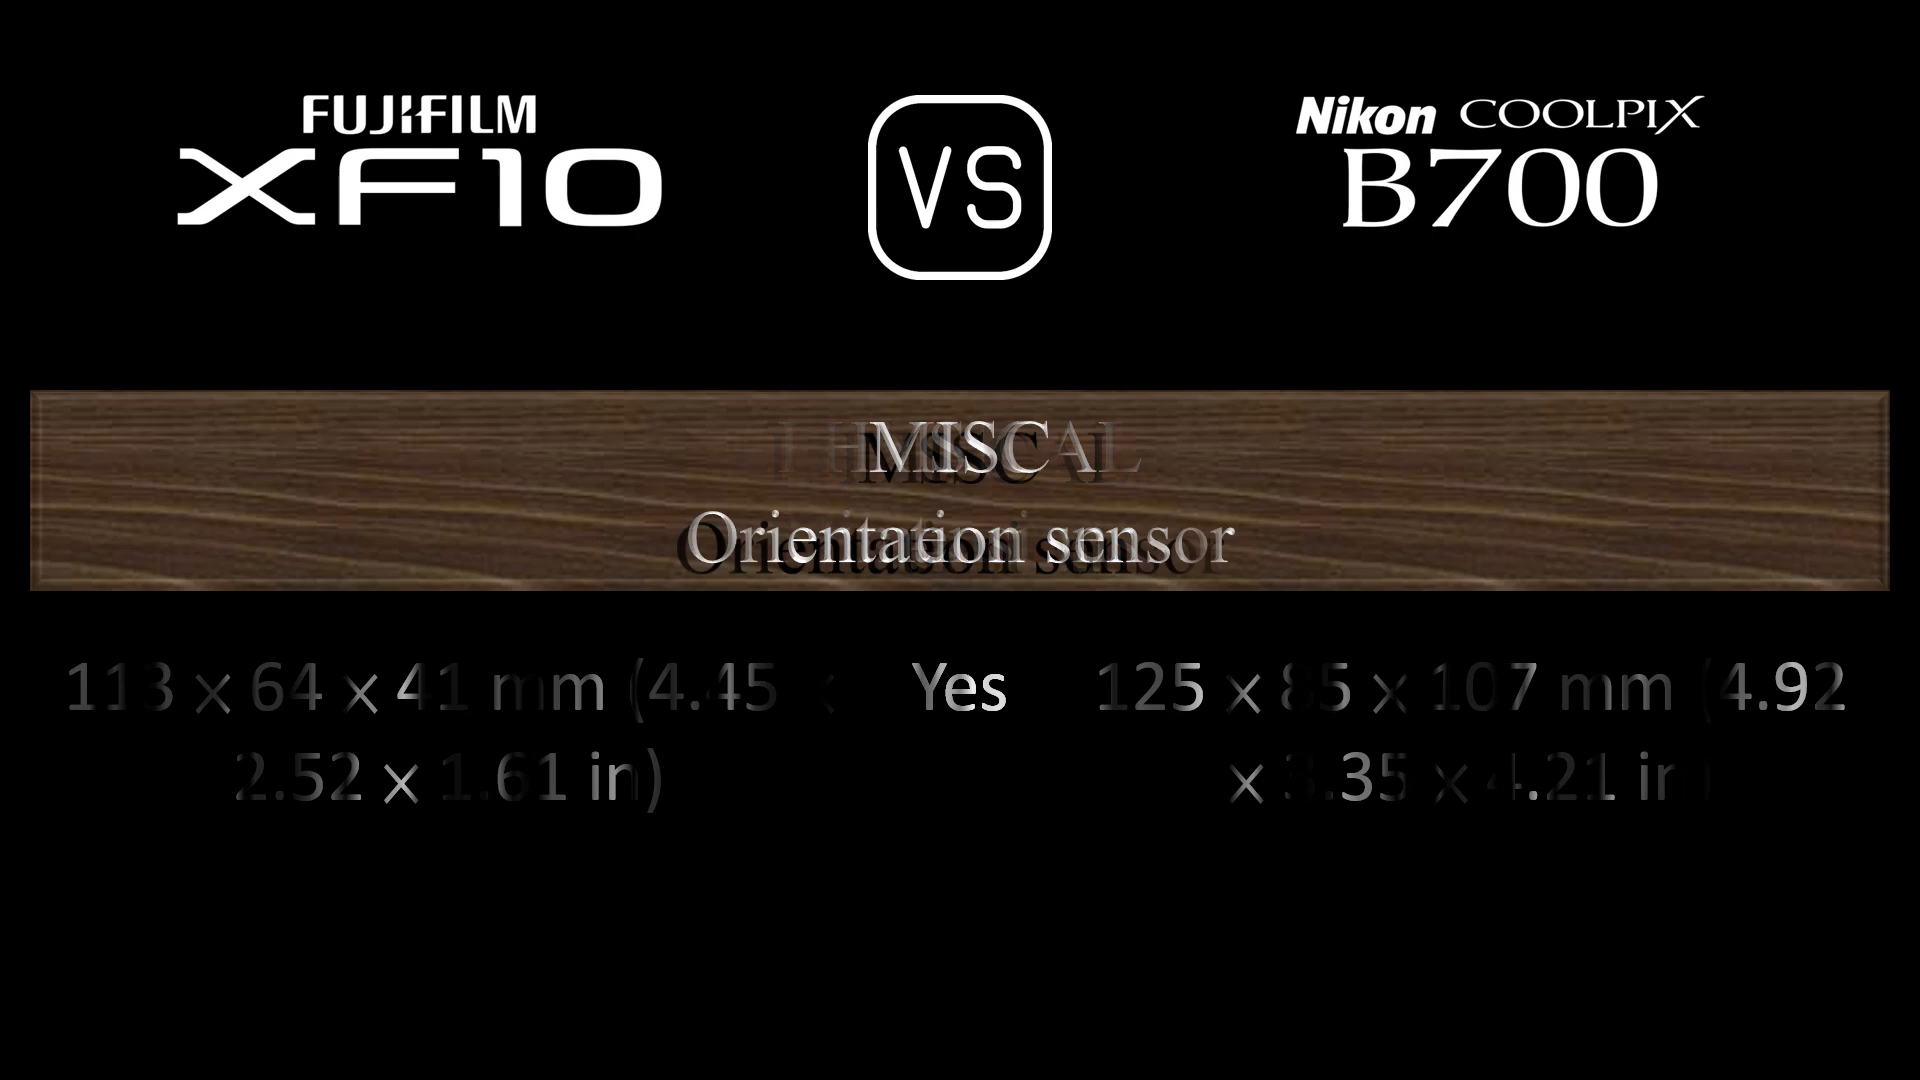 FUJIFILM
XF10
VS
Nikon COOLPIX
B700
MISC
Orientation sensor
113 x 64 x 41 mm (4.45 x
2.52 x 1.61 in)
Yes
125 x 85 x 107 mm (4.92
x 3.35 x 4.21 in)